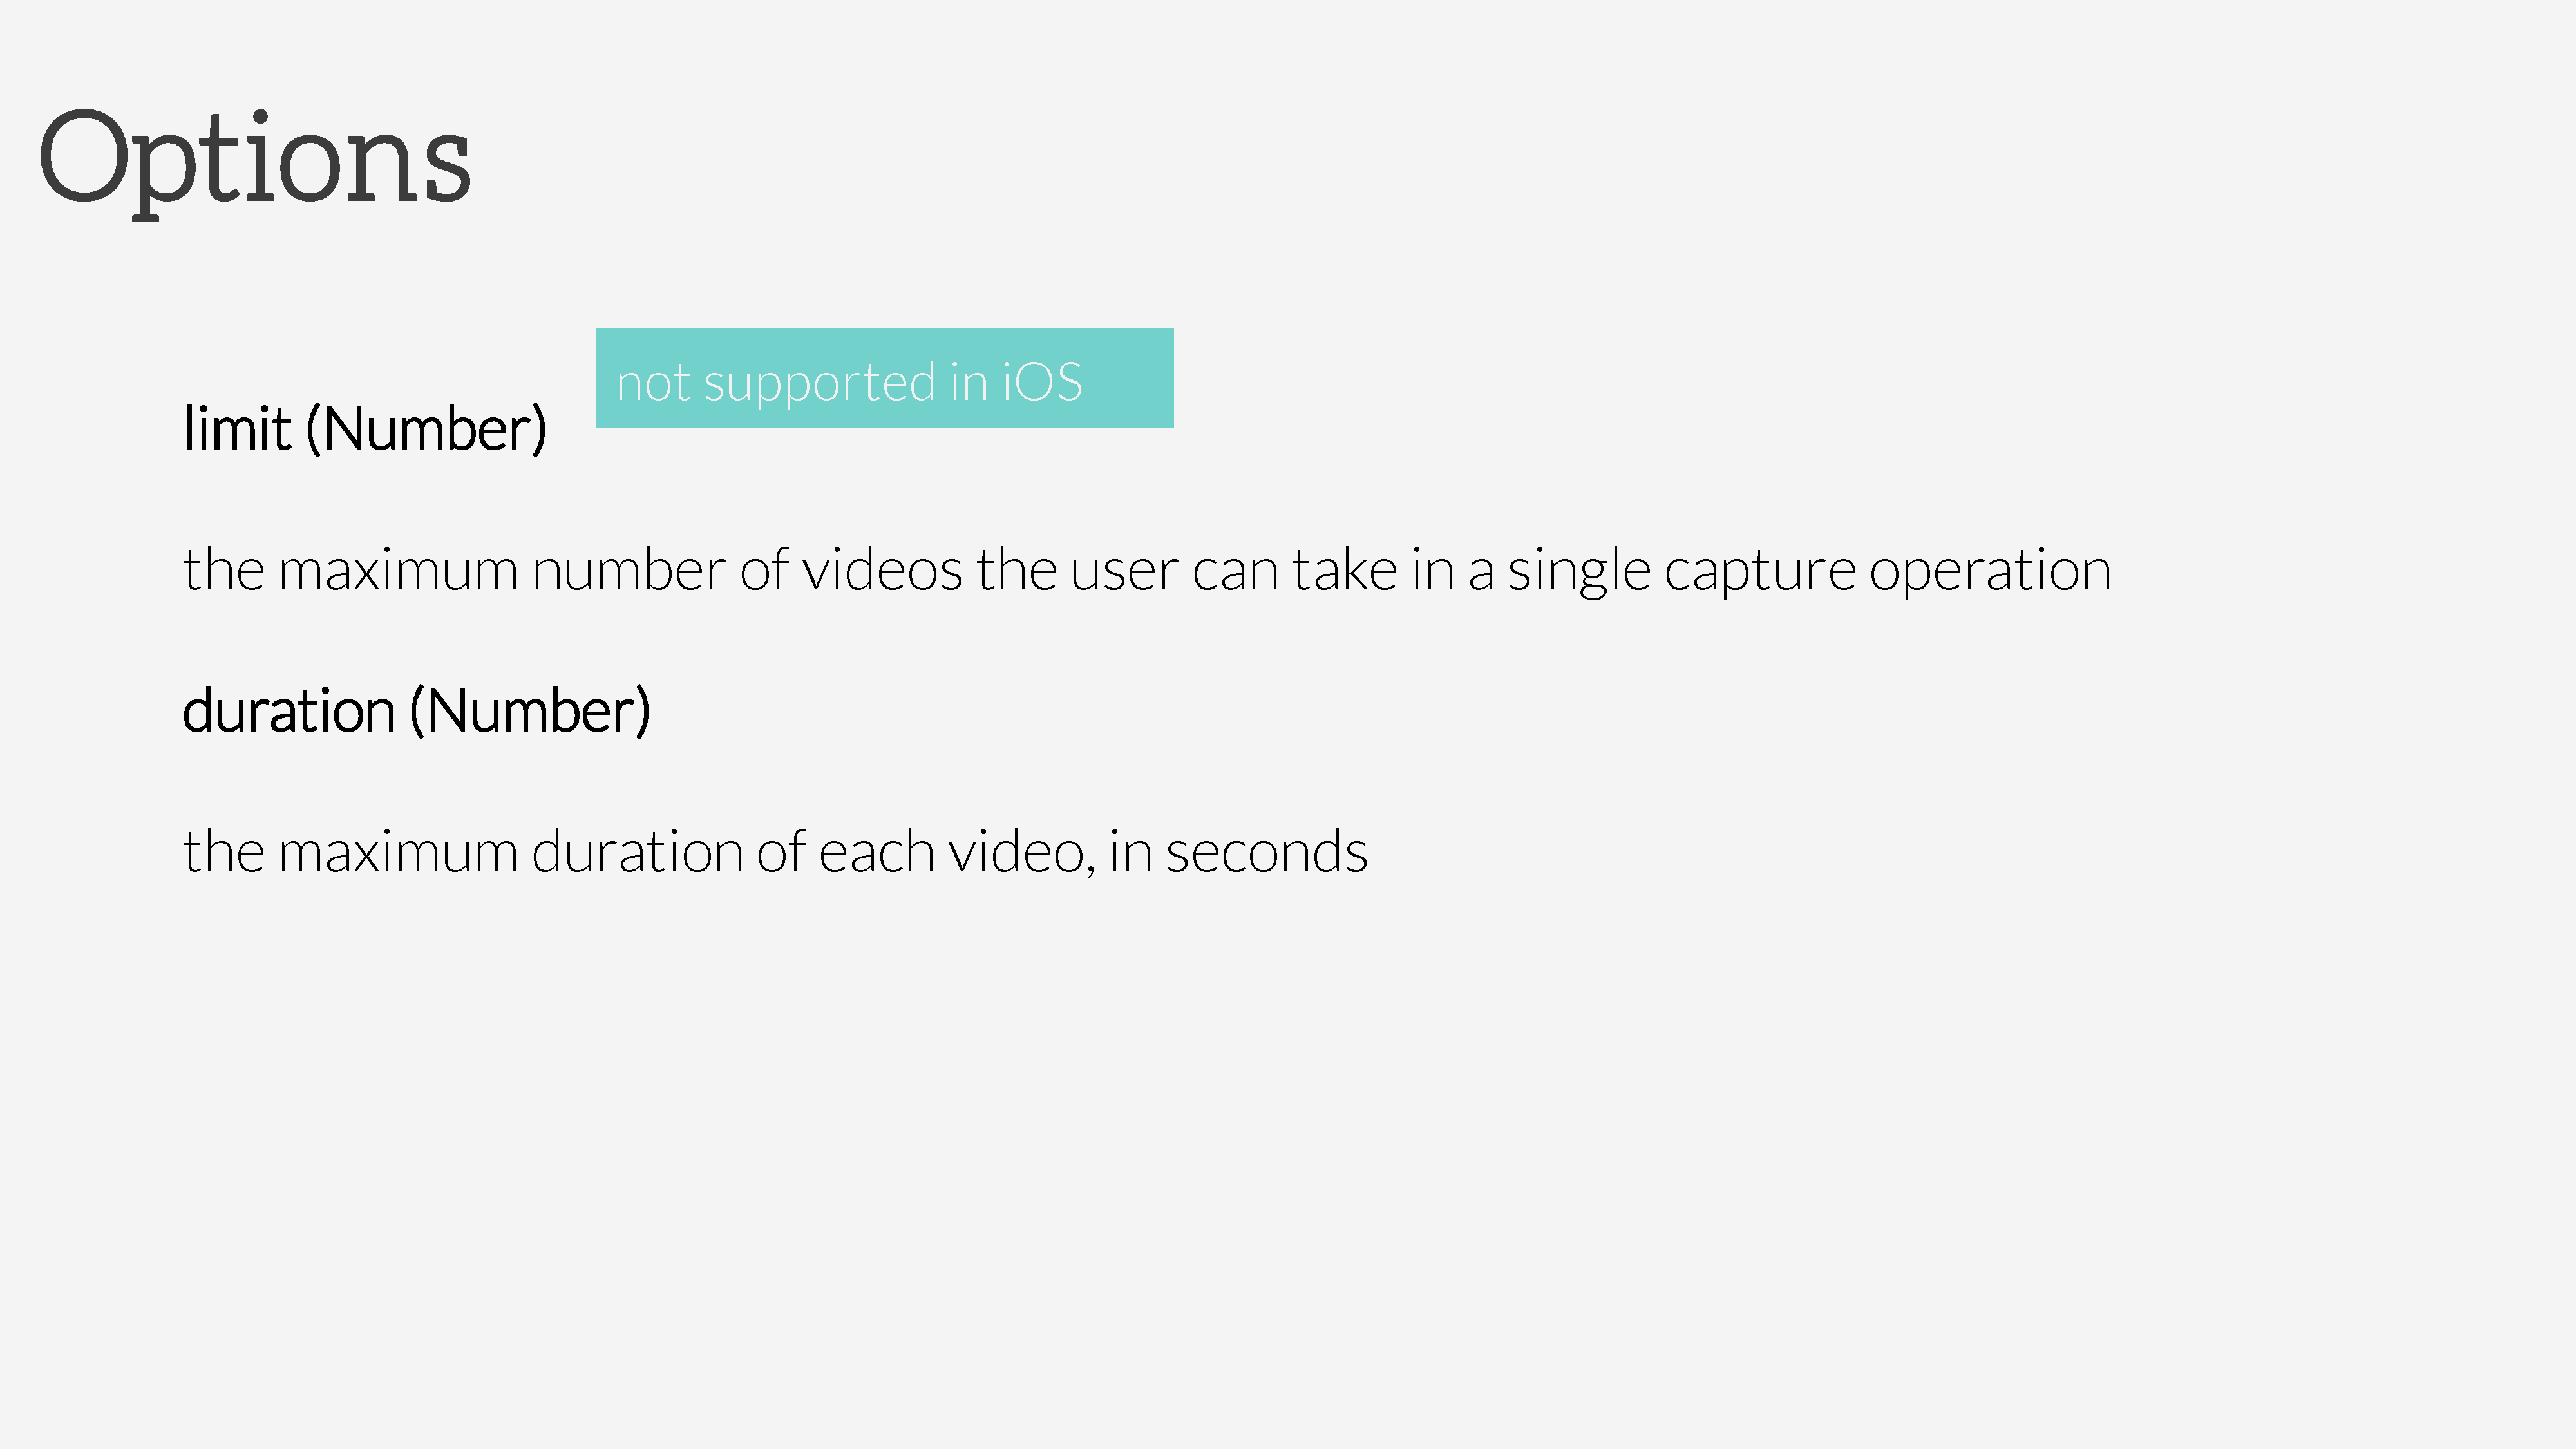 Options
not supported in iOS
limit (Number)
the maximum number of videos the user can take in a single capture operation
duration (Number)
the maximum duration of each video, in seconds